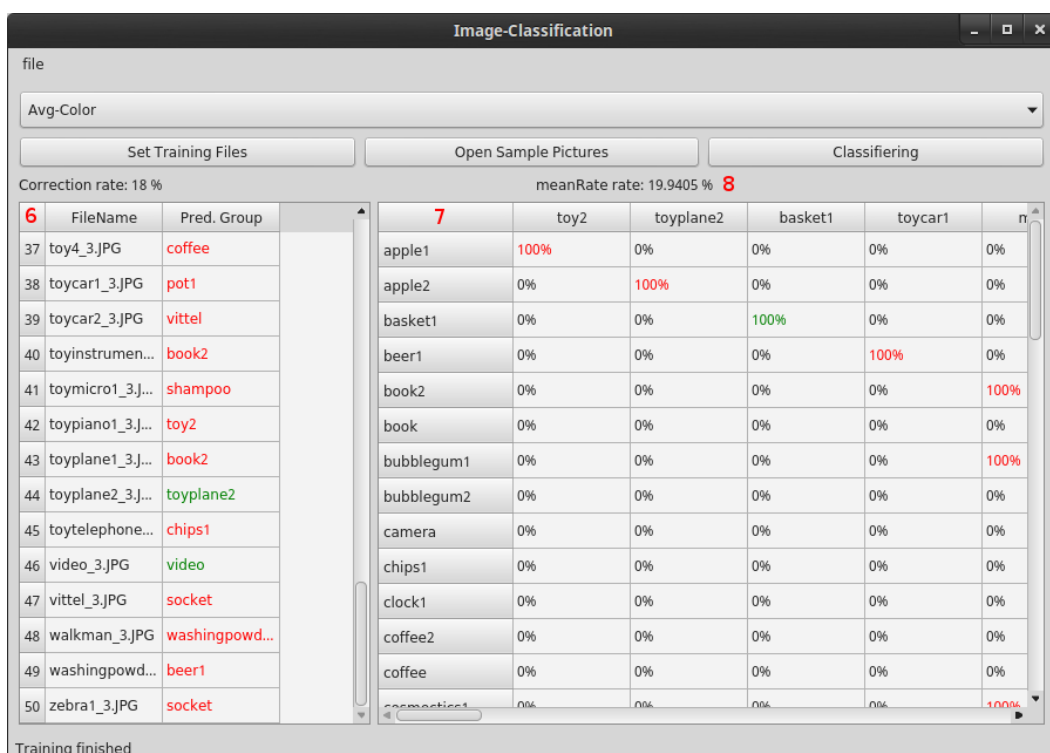 Image-Classification
file
Avg-Color
Set Training Files Open Sample Pictures Classifiering
Correction rate: 18 % meanRate rate: 19.9405 % 8
6 FileName Pred. Group 7 toy2 toyplane2 basket1 toycar1
37 toy4_3.JPG coffee apple1 100% 0% 0% 0% 0%
38 toycar1_3.JPG pot1 apple2 0% 100% 0% 0% 0%
39 toycar2_3.JPG vittel basket1 0% 0% 100% 0% 0%
40 toyinstrumen... book2 beer1 0% 0% 0% 100% 0%
41 toymicro1_3.J... shampoo book2 0% 0% 0% 0% 100%
42 toypiano1_3.J... toy2 book 0% 0% 0% 0% 0%
43 toyplane1_3.J... book2 bubblegum1 0% 0% 0% 0% 100%
44 toyplane2_3.J... toyplane2 bubblegum2 0% 0% 0% 0% 0%
45 toytelephone... chips1 camera 0% 0% 0% 0% 0%
46 video_3.JPG video chips1 0% 0% 0% 0% 0%
47 vittel_3.JPG socket clock1 0% 0% 0% 0% 0%
48 walkman_3.JPG washingpowd... coffee2 0% 0% 0% 0% 0%
49 washingpowd... beer1 coffee 0% 0% 0% 0% 0%
50 zebra1_3.JPG socket cosmectics1 0% 0% 0% 0% 100%
Training finished